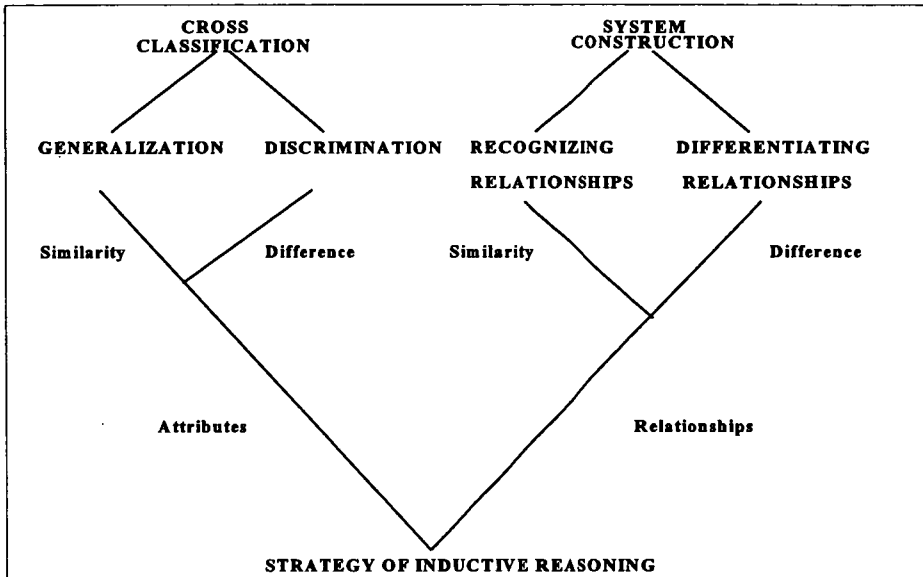 CROSS
CLASSIFICATION
SYSTEM
CONSTRUCTION
GENERALIZATION
DISCRIMINATION
RECOGNIZING
RELATIONSHIPS
DIFFERENTIATING
RELATIONSHIPS
Similarity
Difference
Similarity
Difference
Attributes
Relationships
STRATEGY OF INDUCTIVE REASONING